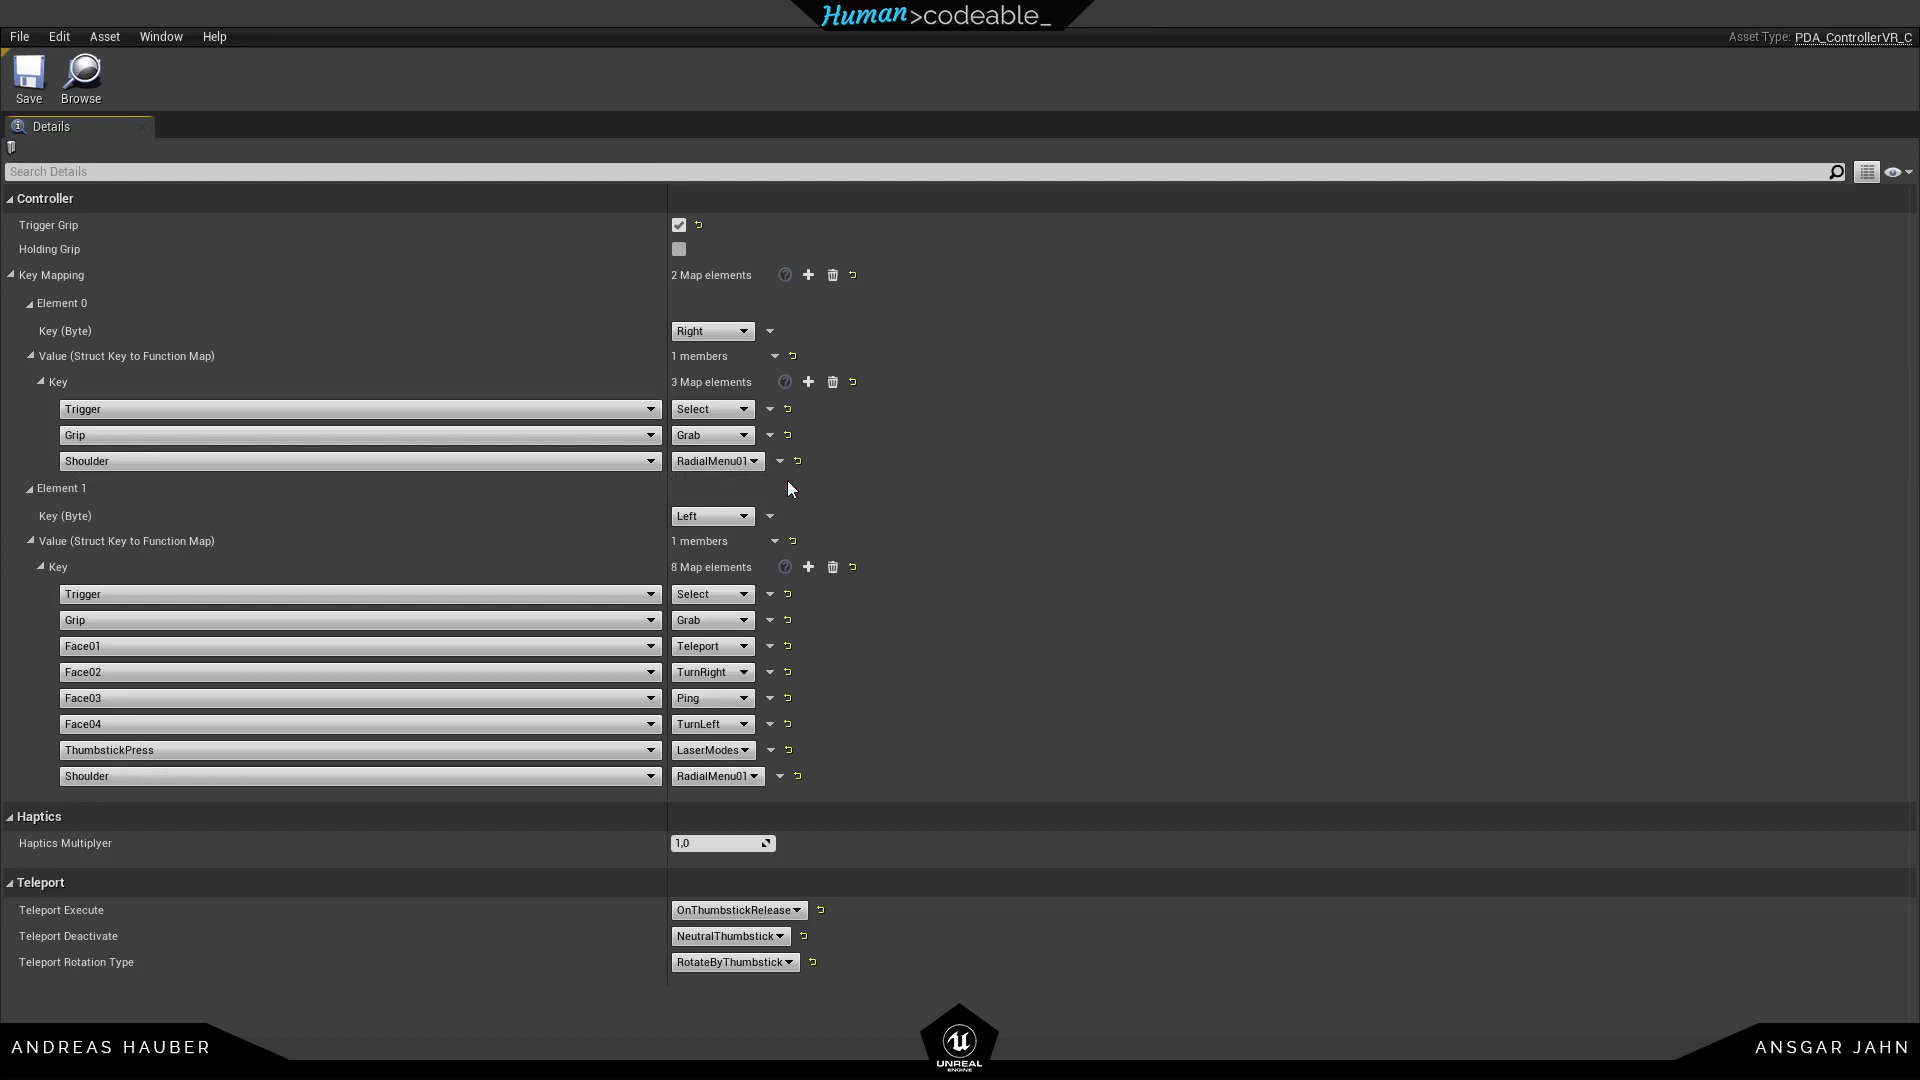 Human>codeable_
File Edit Asset Window Help
Asset Type: PDA_ControllerVR_C
Save Browse
Details
Search Details
Controller
Trigger Grip
Holding Grip
Key Mapping 2 Map elements
Element 0
Key (Byte) Right
Value (Struct Key to Function Map) 1 members
Key 3 Map elements
Trigger Select
Grip Grab
Shoulder RadialMenu01
Element 1
Key (Byte) Left
Value (Struct Key to Function Map) 1 members
Key 8 Map elements
Trigger Select
Grip Grab
Face01 Teleport
Face02 TurnRight
Face03 Ping
Face04 TurnLeft
ThumbstickPress LaserModes
Shoulder RadialMenu01
Haptics
Haptics Multiplyer 1,0
Teleport
Teleport Execute OnThumbstickRelease
Teleport Deactivate NeutralThumbstick
Teleport Rotation Type RotateByThumbstick
ANDREAS HAUBER
UNREAL
ENGINE
ANSGAR JAHN